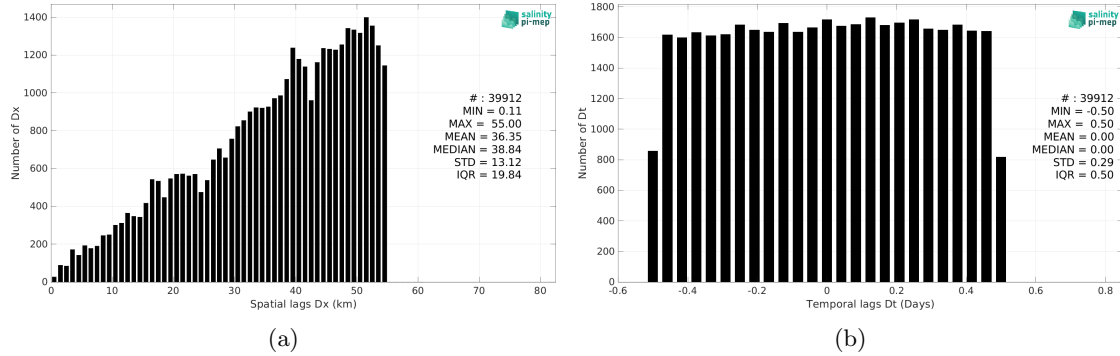 1400
1200
1000
800
600
400
200
0
Number of Dx
0 10 20 30 40 50 60 70 80
Spatial lags Dx (km)
salinity
pi-mep
# : 39912
MIN = 0.11
MAX = 55.00
MEAN = 36.35
MEDIAN = 38.84
STD = 13.12
IQR = 19.84
(a)
1800
1600
1400
1200
1000
800
600
400
200
0
Number of Dt
-0.6 -0.4 -0.2 0 0.2 0.4 0.6 0.8
Temporal lags Dt (Days)
salinity
pi-mep
# : 39912
MIN = -0.50
MAX = 0.50
MEAN = 0.00
MEDIAN = 0.00
STD = 0.29
IQR = 0.50
(b)